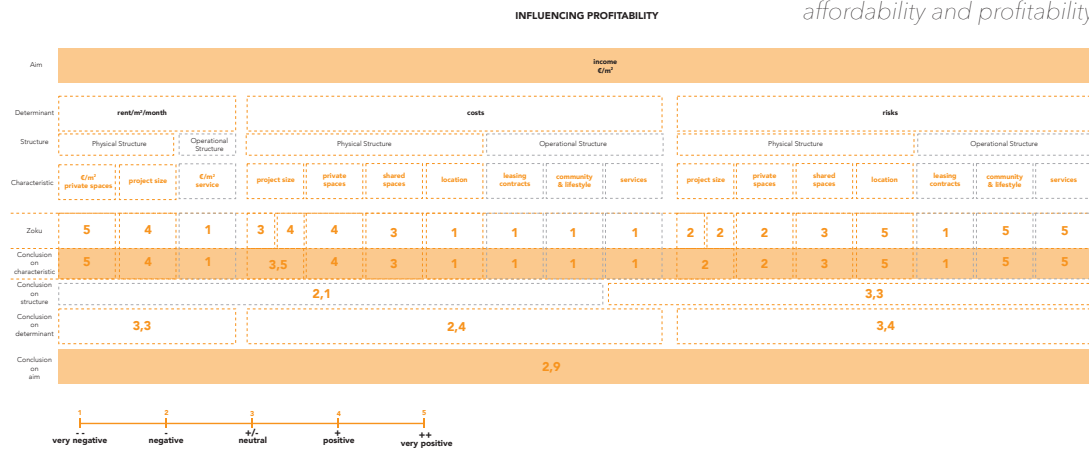 affordability and profitability
INFLUENCING PROFITABILITY
Aim
income
€/m²
Determinant
rent/m²/month
costs
risks
Structure
Physical Structure
Operational
Structure
Physical Structure
Operational Structure
Physical Structure
Operational Structure
Characteristic
€/m²
private spaces
project size
€/m²
service
project size
private
spaces
shared
spaces
location
leasing
contracts
community
& lifestyle
services
project size
private
spaces
shared
spaces
location
leasing
contracts
community
& lifestyle
services
Zoku
5 4 1 3 4 4 3 1 1 1 1 2 2 2 3 5 1 5 5
Conclusion
on
characteristic
5 4 1 3,5 4 3 1 1 1 1 2 2 3 5 1 5 5
Conclusion
on
structure
2,1 3,3
Conclusion
on
determinant
3,3 2,4 3,4
Conclusion
on
aim
2,9
1 2 3 4 5
-- - +/- + ++
very negative negative neutral positive very positive